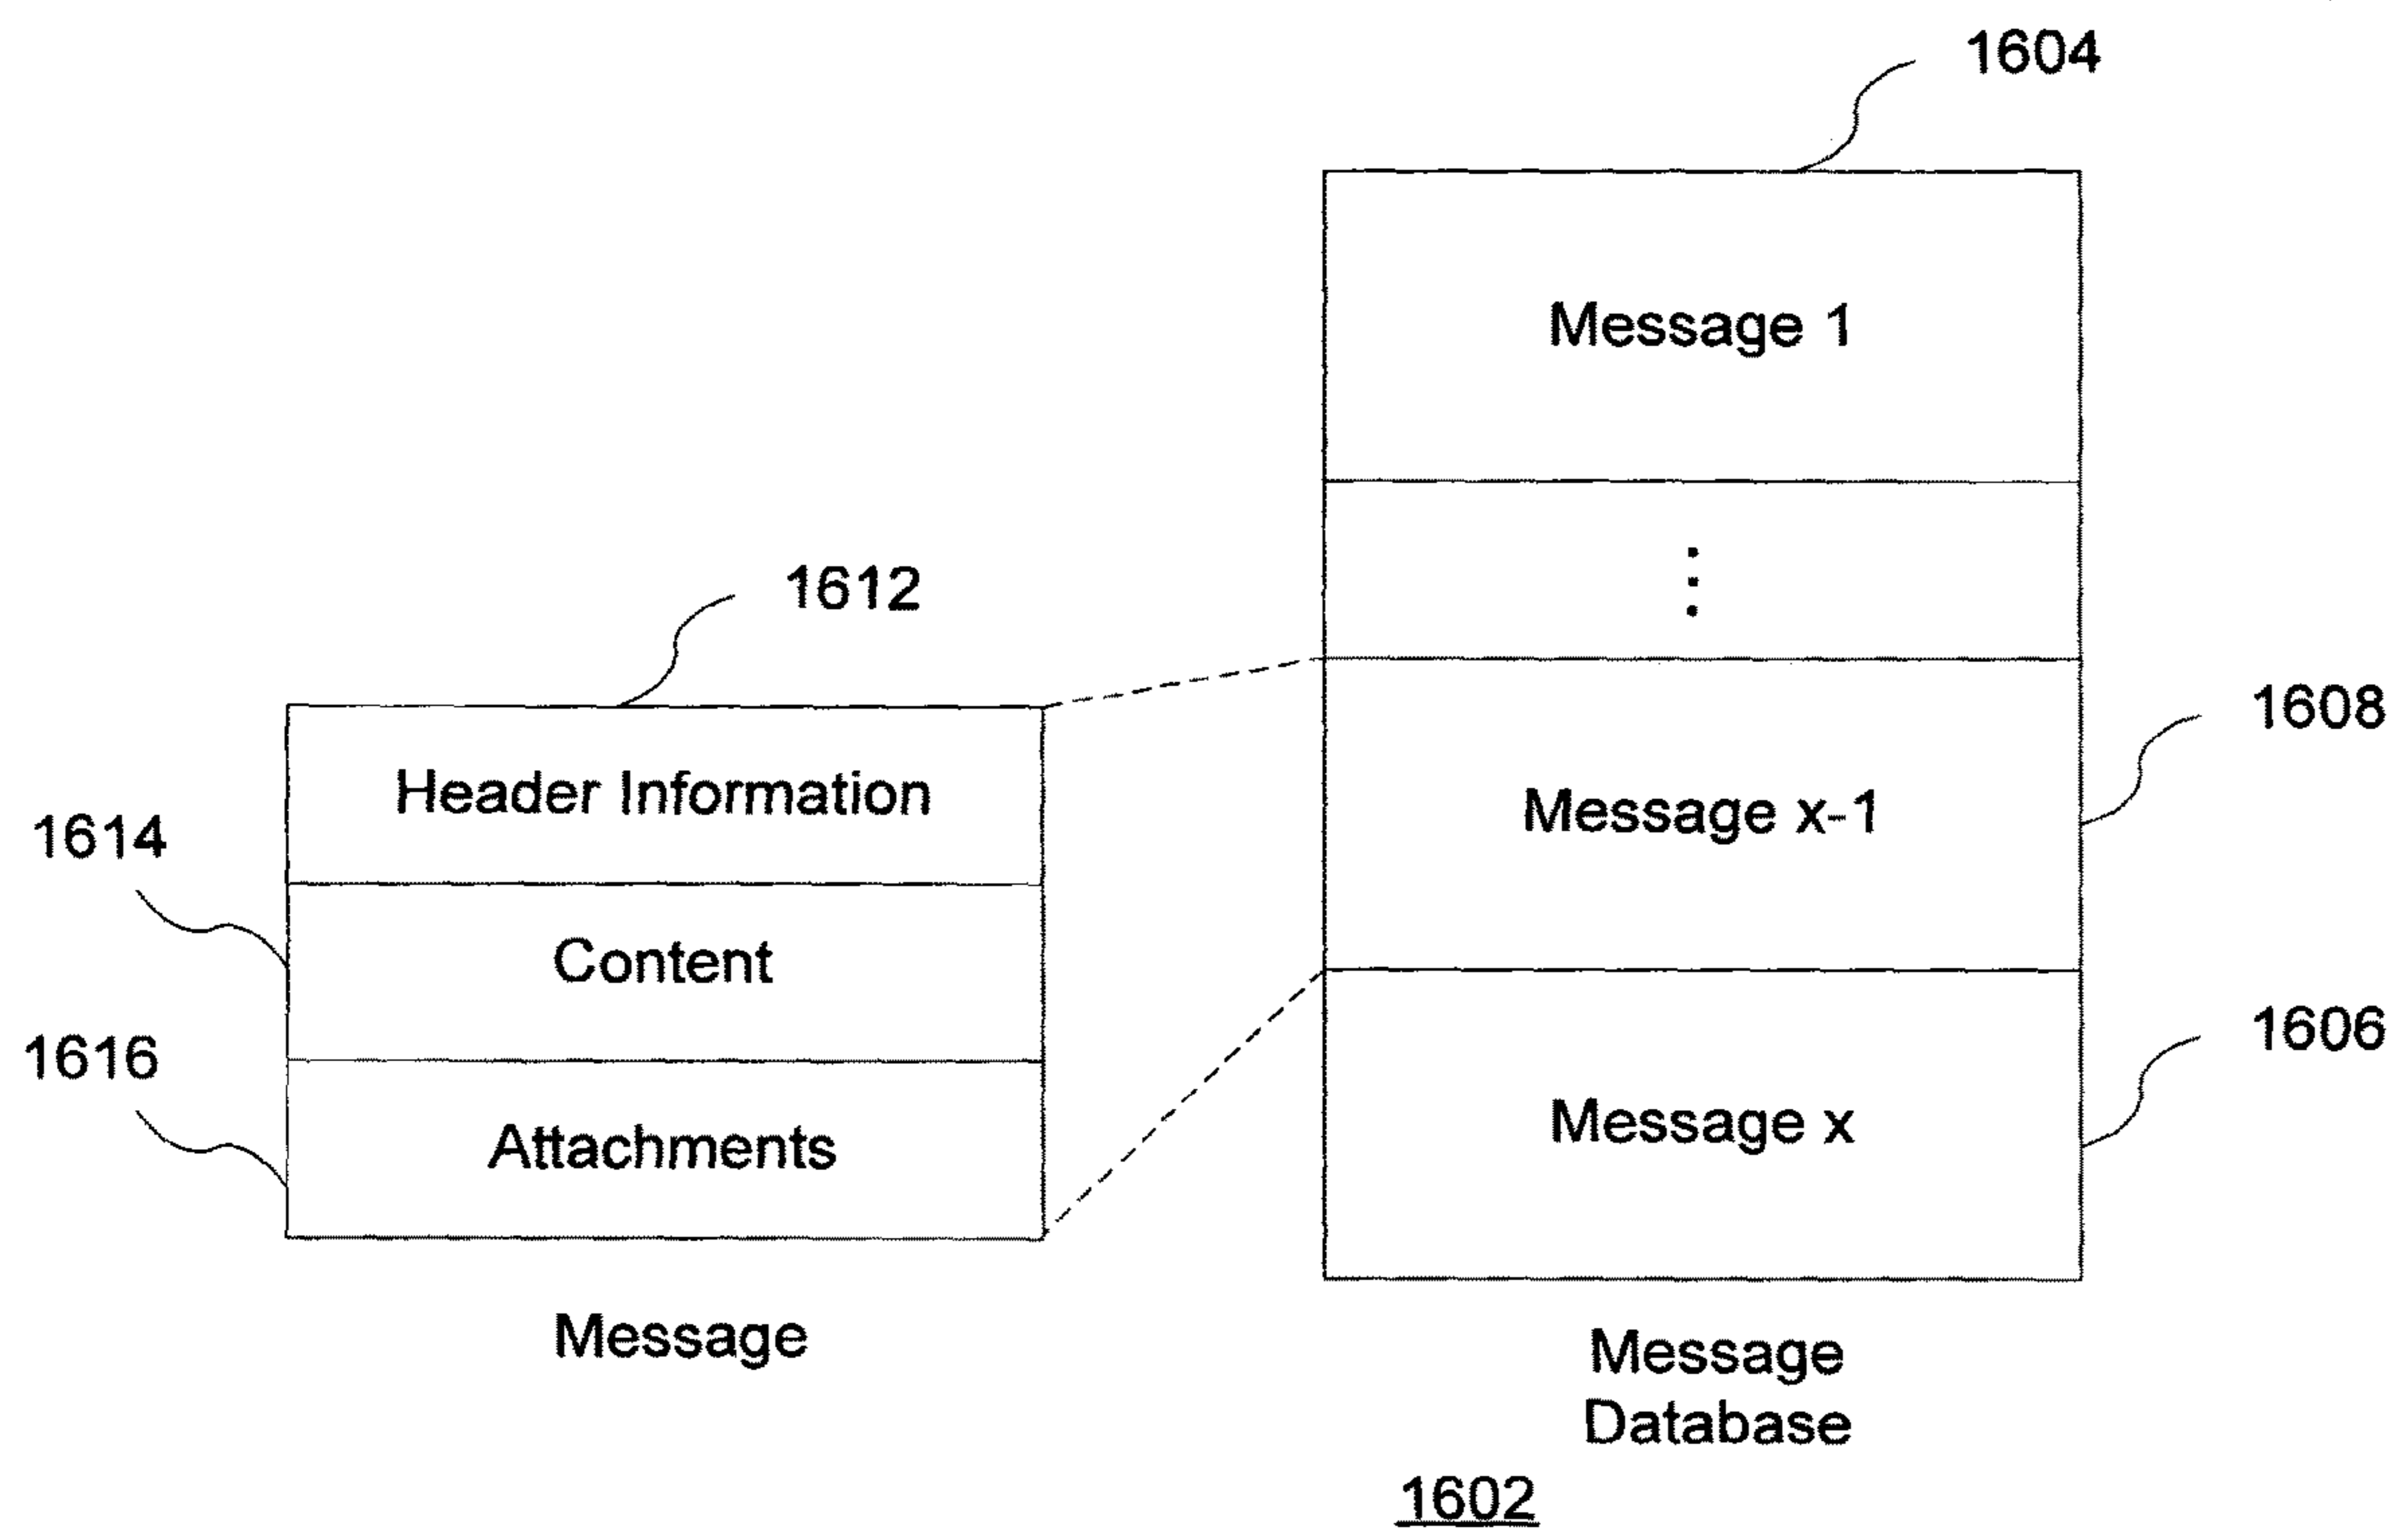 1604
Message 1
⋮
1612
1608
Header Information
Message x-1
1614
Content
1606
1616
Message x
Attachments
Message
Message
Database
1602